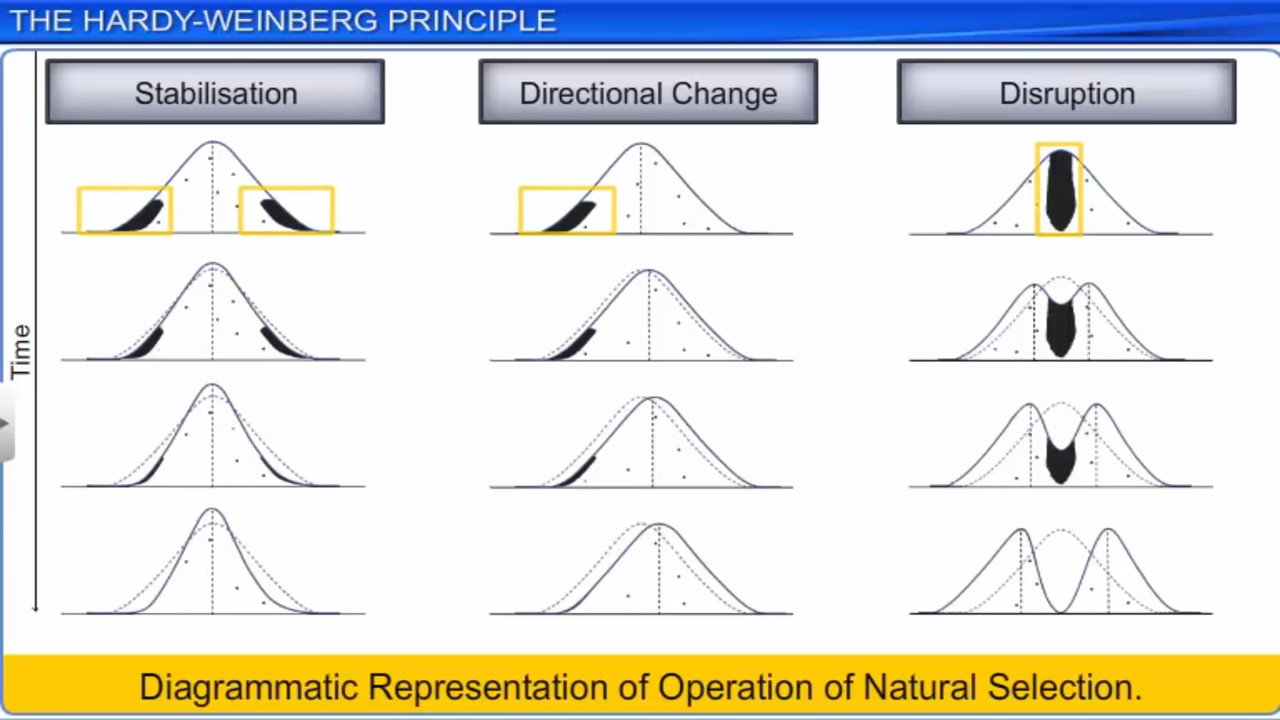 THE HARDY-WEINBERG PRINCIPLE
Stabilisation
Directional Change
Disruption
Time
Diagrammatic Representation of Operation of Natural Selection.